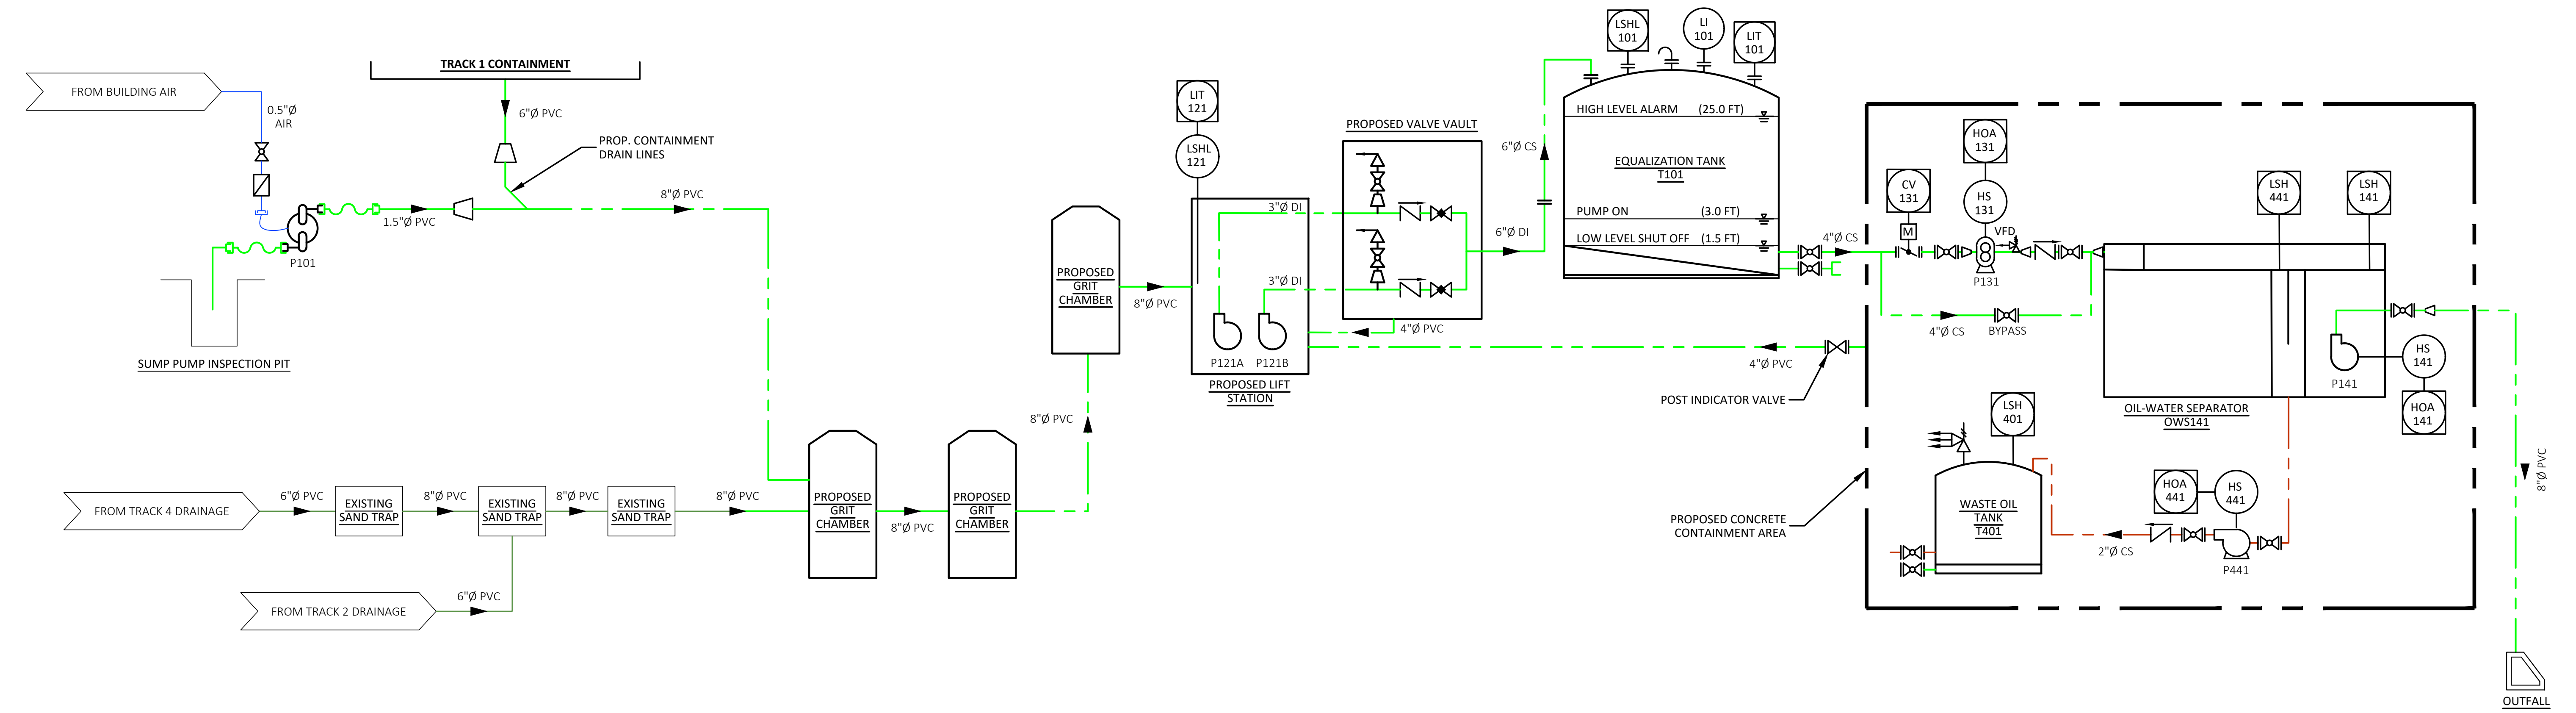 FROM BUILDING AIR
0.5"Ø
AIR
P101
SUMP PUMP INSPECTION PIT
TRACK 1 CONTAINMENT
6"Ø PVC
PROP. CONTAINMENT
DRAIN LINES
1.5"Ø PVC
8"Ø PVC
FROM TRACK 4 DRAINAGE
6"Ø PVC
EXISTING
SAND TRAP
8"Ø PVC
EXISTING
SAND TRAP
8"Ø PVC
EXISTING
SAND TRAP
8"Ø PVC
FROM TRACK 2 DRAINAGE
6"Ø PVC
PROPOSED
GRIT
CHAMBER
8"Ø PVC
PROPOSED
GRIT
CHAMBER
8"Ø PVC
PROPOSED
GRIT
CHAMBER
8"Ø PVC
LIT
121
LSHL
121
3"Ø DI
3"Ø DI
P121A
P121B
PROPOSED LIFT
STATION
PROPOSED VALVE VAULT
4"Ø PVC
6"Ø DI
6"Ø CS
LSHL
101
LI
101
LIT
101
HIGH LEVEL ALARM (25.0 FT)
EQUALIZATION TANK
T101
PUMP ON (3.0 FT)
LOW LEVEL SHUT OFF (1.5 FT)
4"Ø CS
4"Ø PVC
POST INDICATOR VALVE
PROPOSED CONCRETE
CONTAINMENT AREA
CV
131
M
HOA
131
HS
131
VFD
P131
4"Ø CS
BYPASS
LSH
441
LSH
141
P141
HS
141
HOA
141
OIL-WATER SEPARATOR
OWS141
LSH
401
WASTE OIL
TANK
T401
HOA
441
HS
441
2"Ø CS
P441
8"Ø PVC
OUTFALL